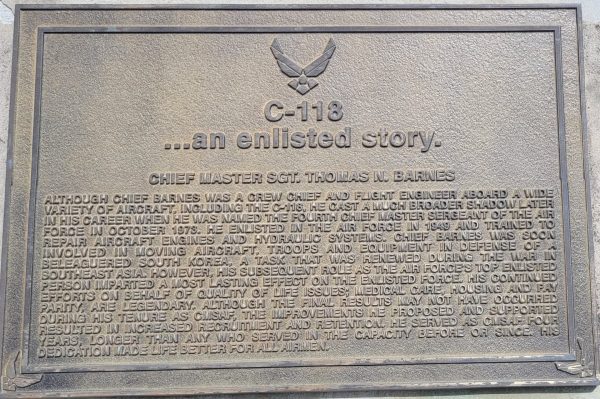 C-118
...an enlisted story.
CHIEF MASTER SGT. THOMAS N. BARNES
ALTHOUGH CHIEF BARNES WAS A CREW CHIEF AND FLIGHT ENGINEER ABOARD A WIDE
VARIETY OF AIRCRAFT, INCLUDING THE C-118, HE CAST A MUCH BROADER SHADOW LATER
IN HIS CAREER WHEN HE WAS NAMED THE FOURTH CHIEF MASTER SERGEANT OF THE AIR
FORCE IN OCTOBER 1973. HE ENLISTED IN THE AIR FORCE IN 1949 AND TRAINED TO
REPAIR AIRCRAFT ENGINES AND HYDRAULIC SYSTEMS. CHIEF BARNES WAS SOON
INVOLVED IN MOVING AIRCRAFT, TROOPS AND EQUIPMENT IN DEFENSE OF A
BELEAGUERED SOUTH KOREA, A TASK THAT WAS RENEWED DURING THE WAR IN
SOUTHEAST ASIA. HOWEVER, HIS SUBSEQUENT ROLE AS THE AIR FORCE'S TOP ENLISTED
PERSON IMPARTED A MOST LASTING EFFECT ON THE ENLISTED FORCE. HIS CONTINUED
EFFORTS ON BEHALF OF QUALITY OF LIFE ISSUES; MEDICAL CARE, HOUSING AND PAY
PARITY, ARE LEGENDARY. ALTHOUGH THE FINAL RESULTS MAY NOT HAVE OCCURRED
DURING HIS TENURE AS CMSAF, THE IMPROVEMENTS HE PROPOSED AND SUPPORTED
RESULTED IN INCREASED RECRUITMENT AND RETENTION. HE SERVED AS CMSAF FOUR
YEARS, LONGER THAN ANY WHO SERVED IN THE CAPACITY BEFORE OR SINCE. HIS
DEDICATION MADE LIFE BETTER FOR ALL AIRMEN.